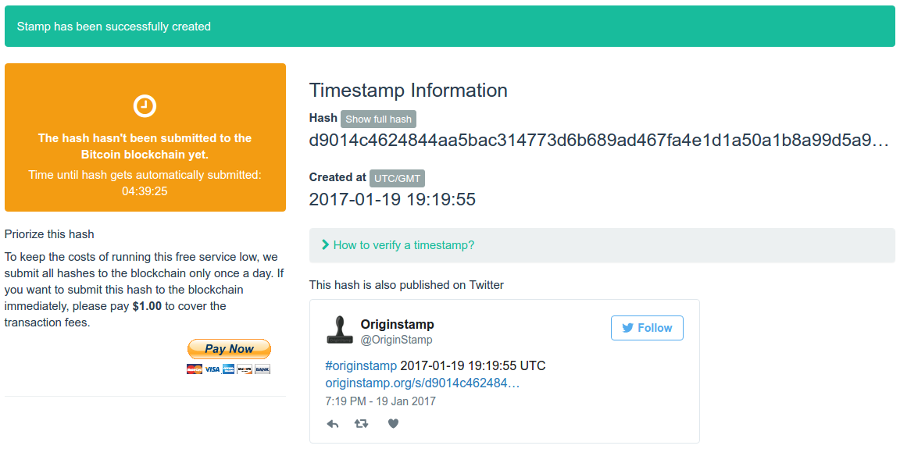 Stamp has been successfully created
The hash hasn't been submitted to the
Bitcoin blockchain yet.
Time until hash gets automatically submitted:
04:39:25
Priorize this hash
To keep the costs of running this free service low, we
submit all hashes to the blockchain only once a day. If
you want to submit this hash to the blockchain
immediately, please pay $1.00 to cover the
transaction fees.
Pay Now
VISA
Timestamp Information
Hash Show full hash
d9014c4624844aa5bac314773d6b689ad467fa4e1d1a50a1b8a99d5a9…
Created at UTC/GMT
2017-01-19 19:19:55
How to verify a timestamp?
This hash is also published on Twitter
Originstamp
@OriginStamp
Follow
#originstamp 2017-01-19 19:19:55 UTC
originstamp.org/s/d9014c462484…
7:19 PM - 19 Jan 2017